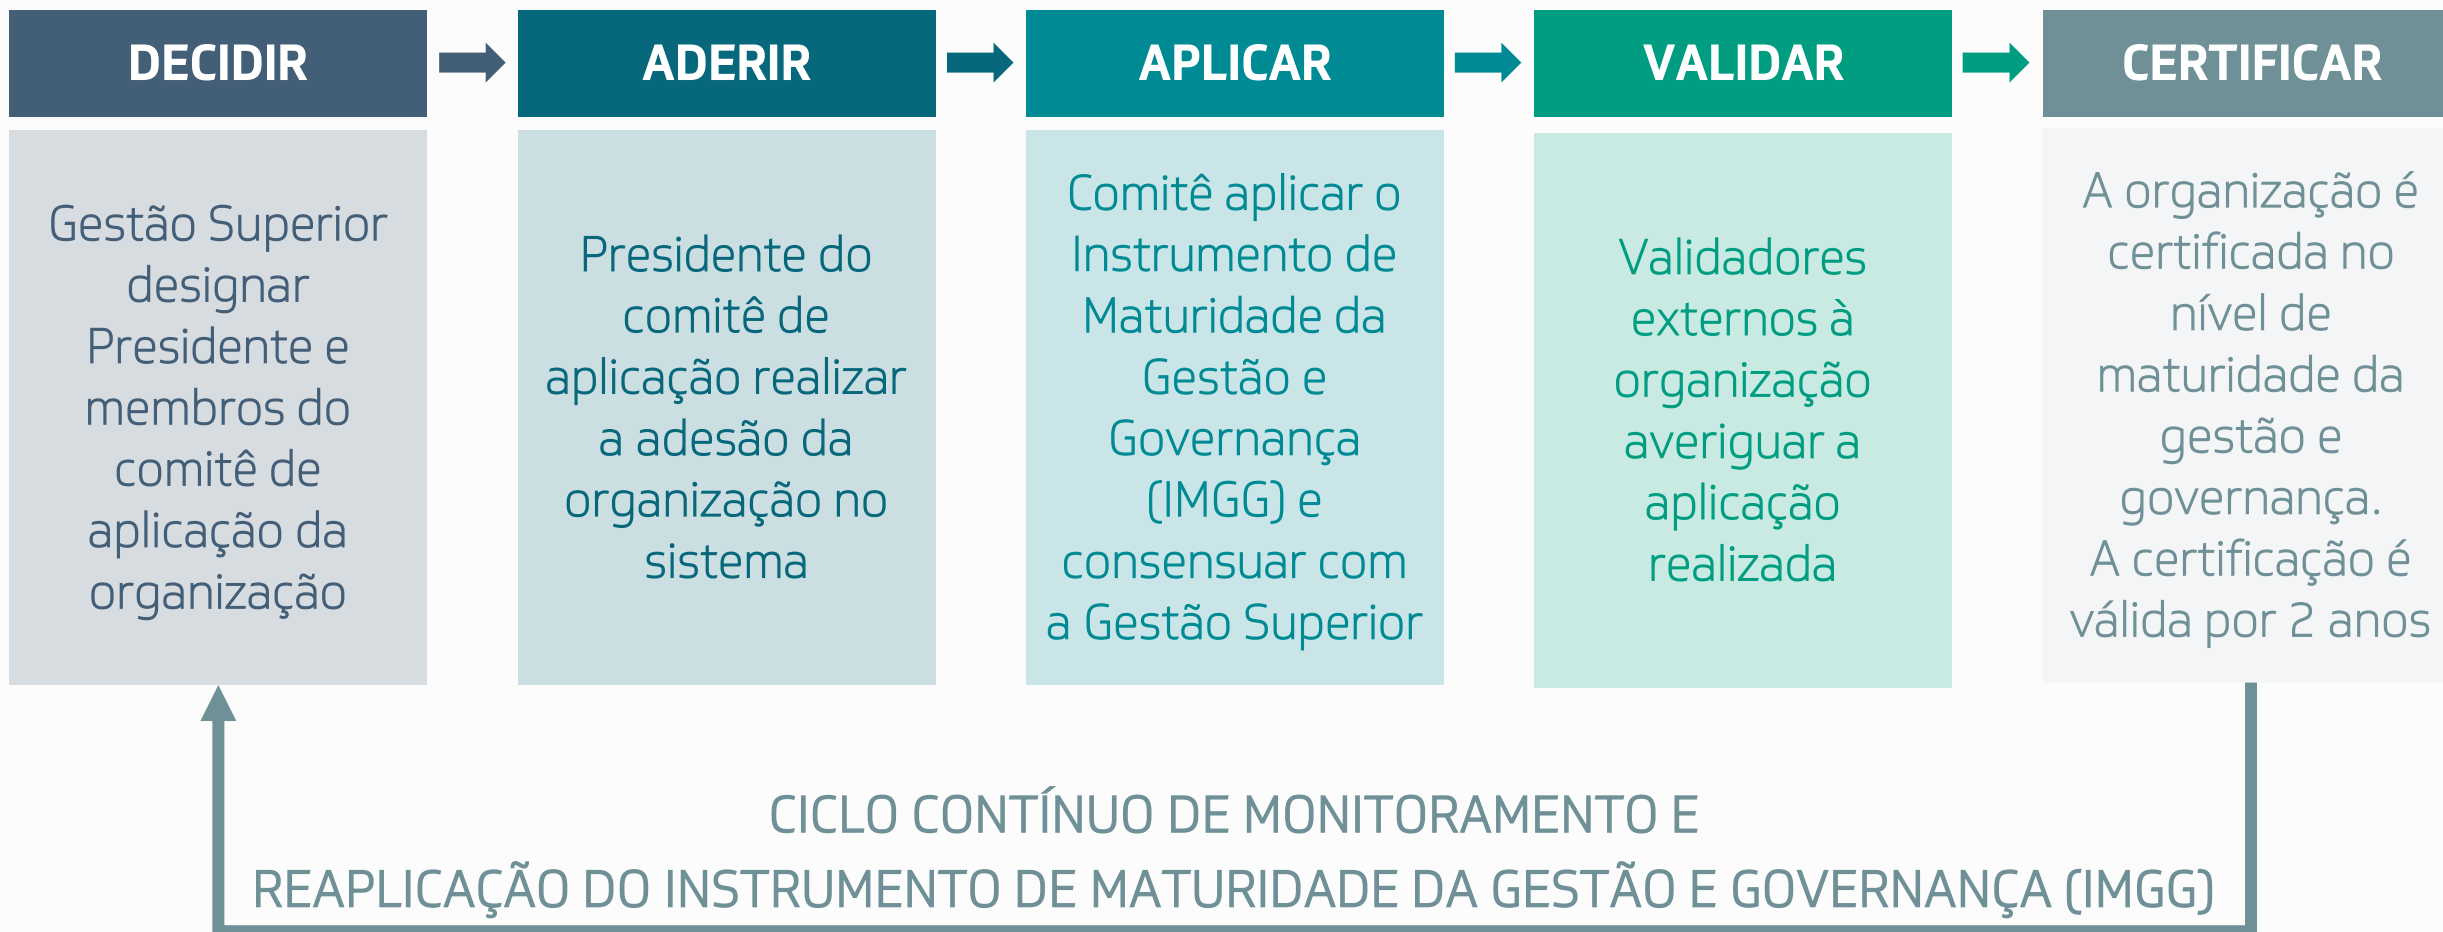 DECIDIR
Gestão Superior
designar
Presidente e
membros do
comitê de
aplicação da
organização
ADERIR
Presidente do
comitê de
aplicação realizar
a adesão da
organização no
sistema
APLICAR
Comitê aplicar o
Instrumento de
Maturidade da
Gestão e
Governança
(IMGG) e
consensuar com
a Gestão Superior
VALIDAR
Validadores
externos à
organização
averiguar a
aplicação
realizada
CERTIFICAR
A organização é
certificada no
nível de
maturidade da
gestão e
governança.
A certificação é
válida por 2 anos
CICLO CONTÍNUO DE MONITORAMENTO E
REAPLICAÇÃO DO INSTRUMENTO DE MATURIDADE DA GESTÃO E GOVERNANÇA (IMGG)